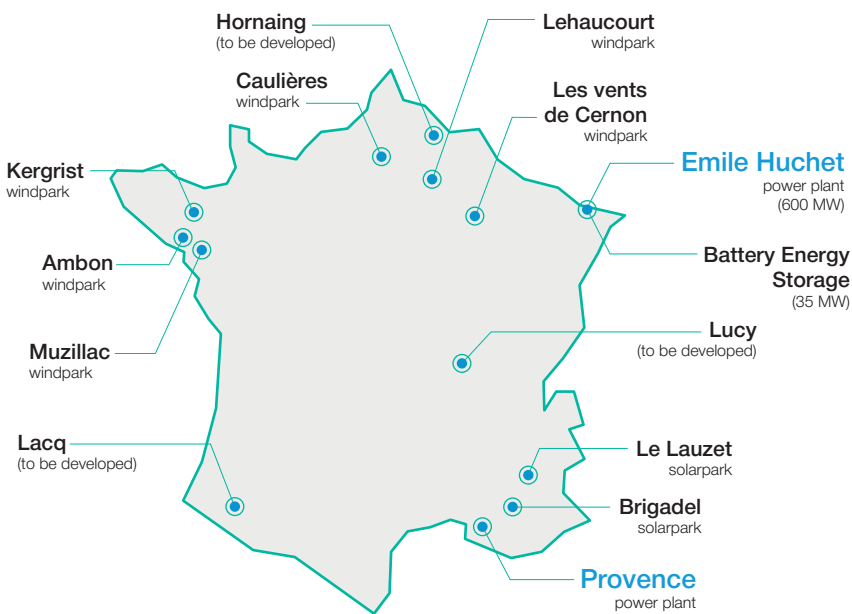 Hornaing
(to be developed)
Lehaucourt
windpark
Caulières
windpark
Les vents
de Cernon
windpark
Kergrist
windpark
Emile Huchet
power plant
(600 MW)
Ambon
windpark
Battery Energy
Storage
(35 MW)
Muzillac
windpark
Lucy
(to be developed)
Lacq
(to be developed)
Le Lauzet
solarpark
Brigadel
solarpark
Provence
power plant